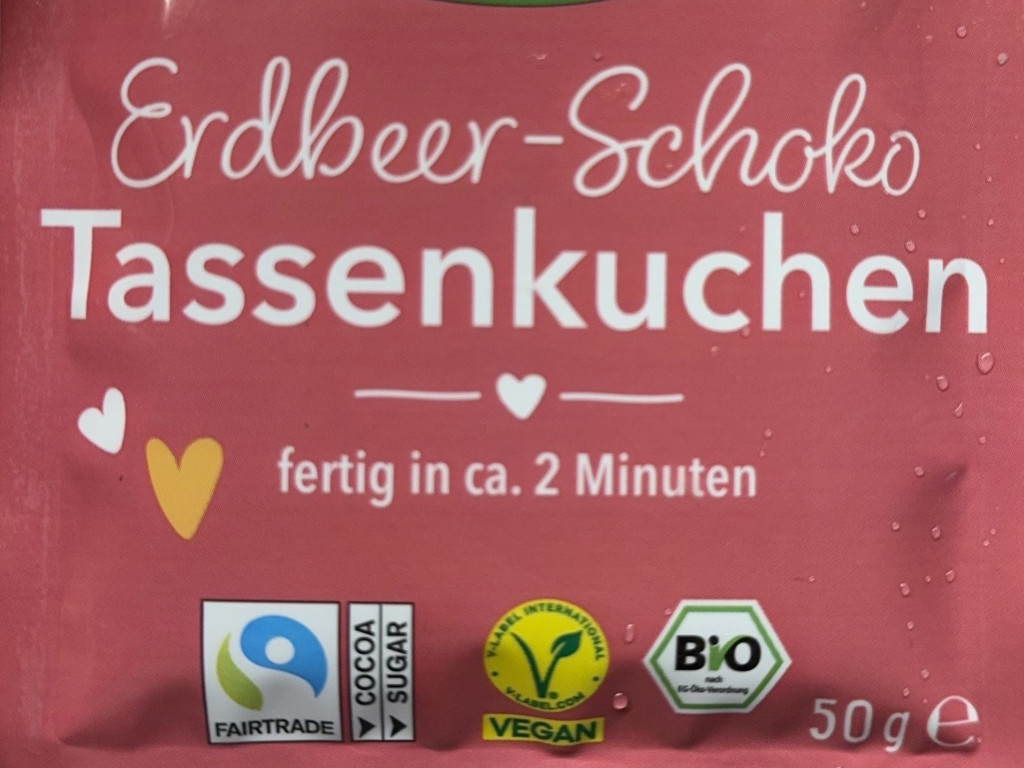 Erdbeer-Schoko
Tassenkuchen
fertig in ca. 2 Minuten
FAIRTRADE
COCOA
SUGAR
V-LABEL INTERNATIONAL
V-LABEL.COM
VEGAN
BiO
nach
EG-Öko-Verordnung
50 g e